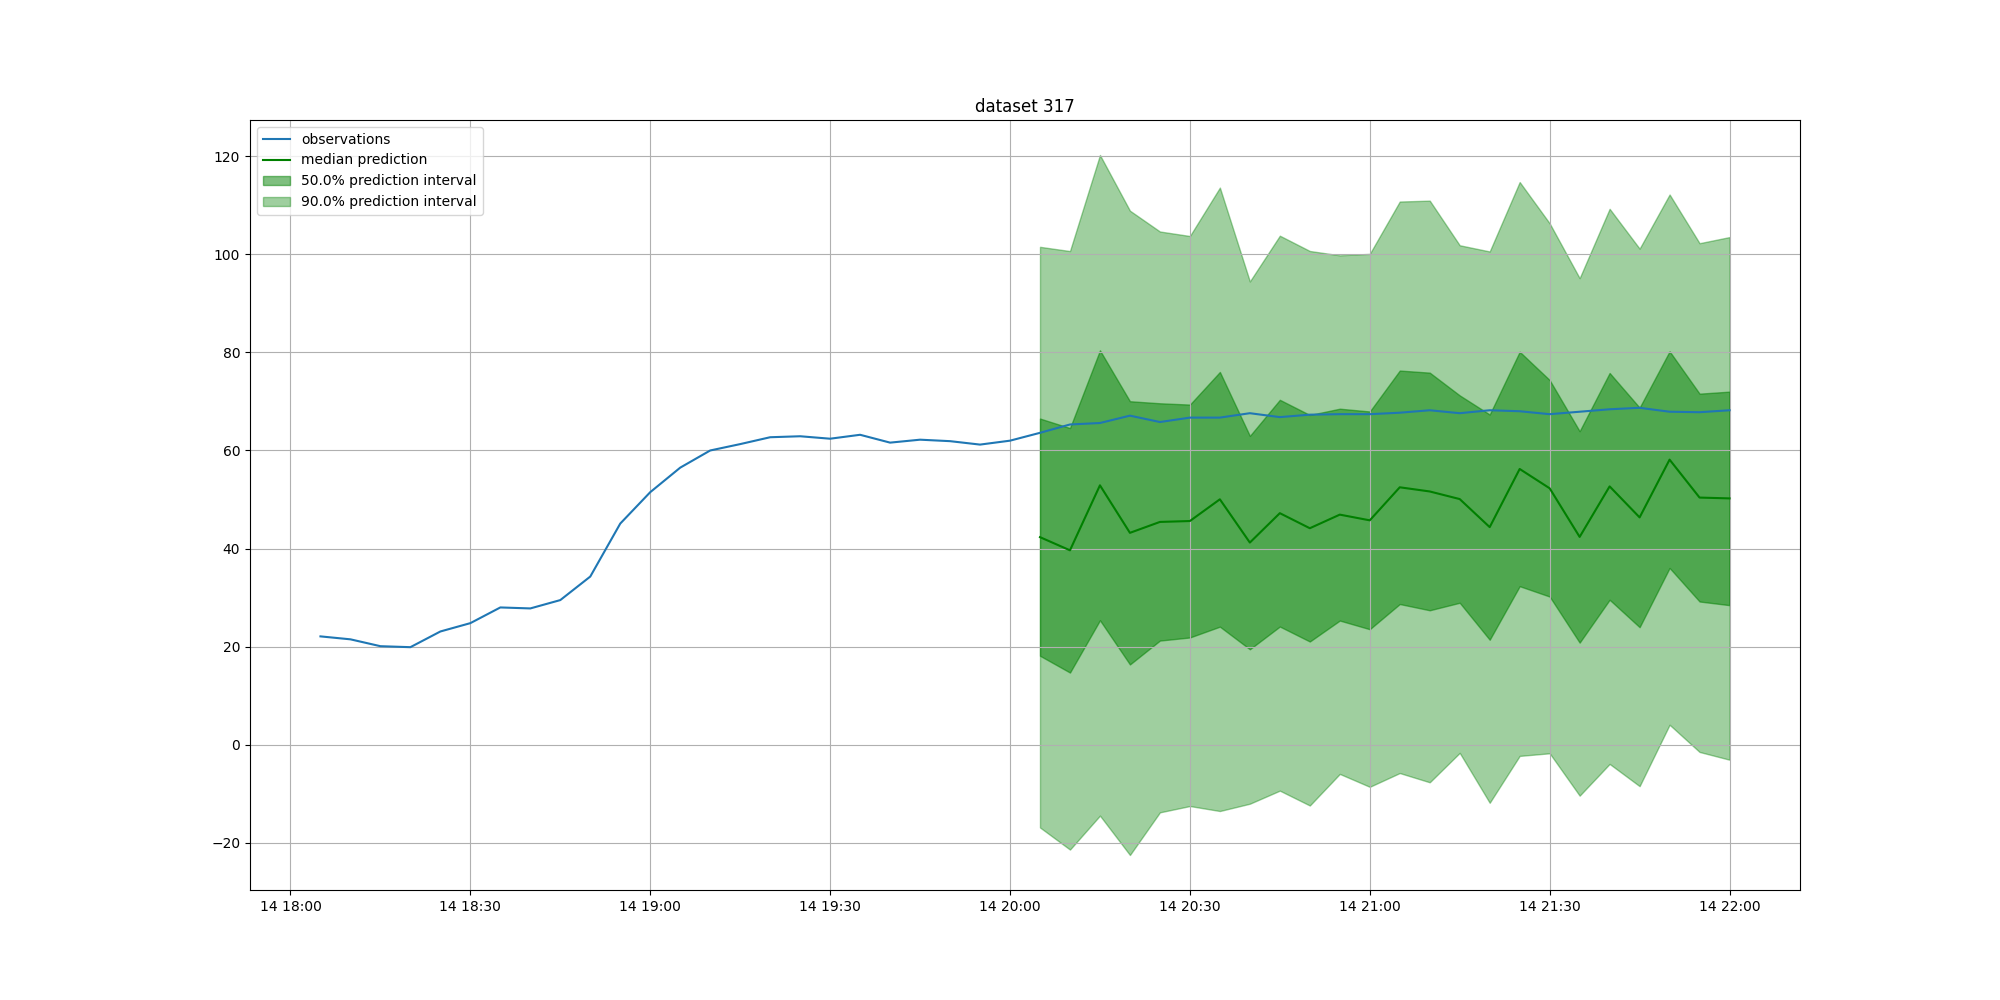 dataset 317
observations
median prediction
50.0% prediction interval
90.0% prediction interval
120
100
80
60
40
20
0
−20
14 18:00 14 18:30 14 19:00 14 19:30 14 20:00 14 20:30 14 21:00 14 21:30 14 22:00